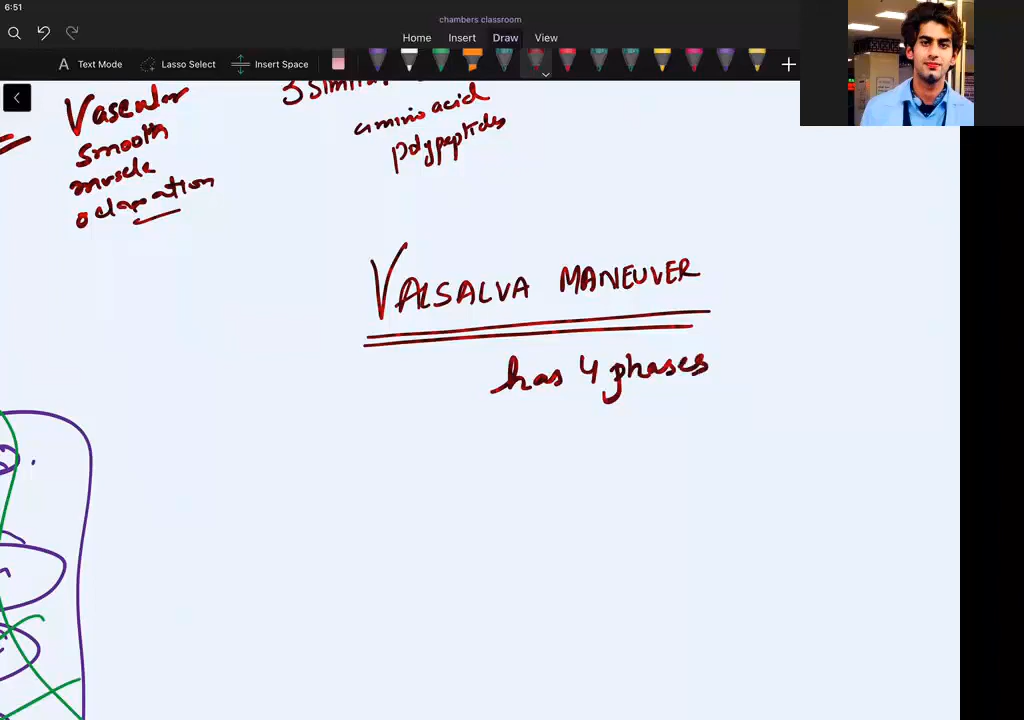 6:51
chambers classroom
Home Insert Draw View
Text Mode Lasso Select Insert Space
Vascular
smooth
muscle
amino acid
polypeptides
VALSALVA MANEUVER
has 4 phases